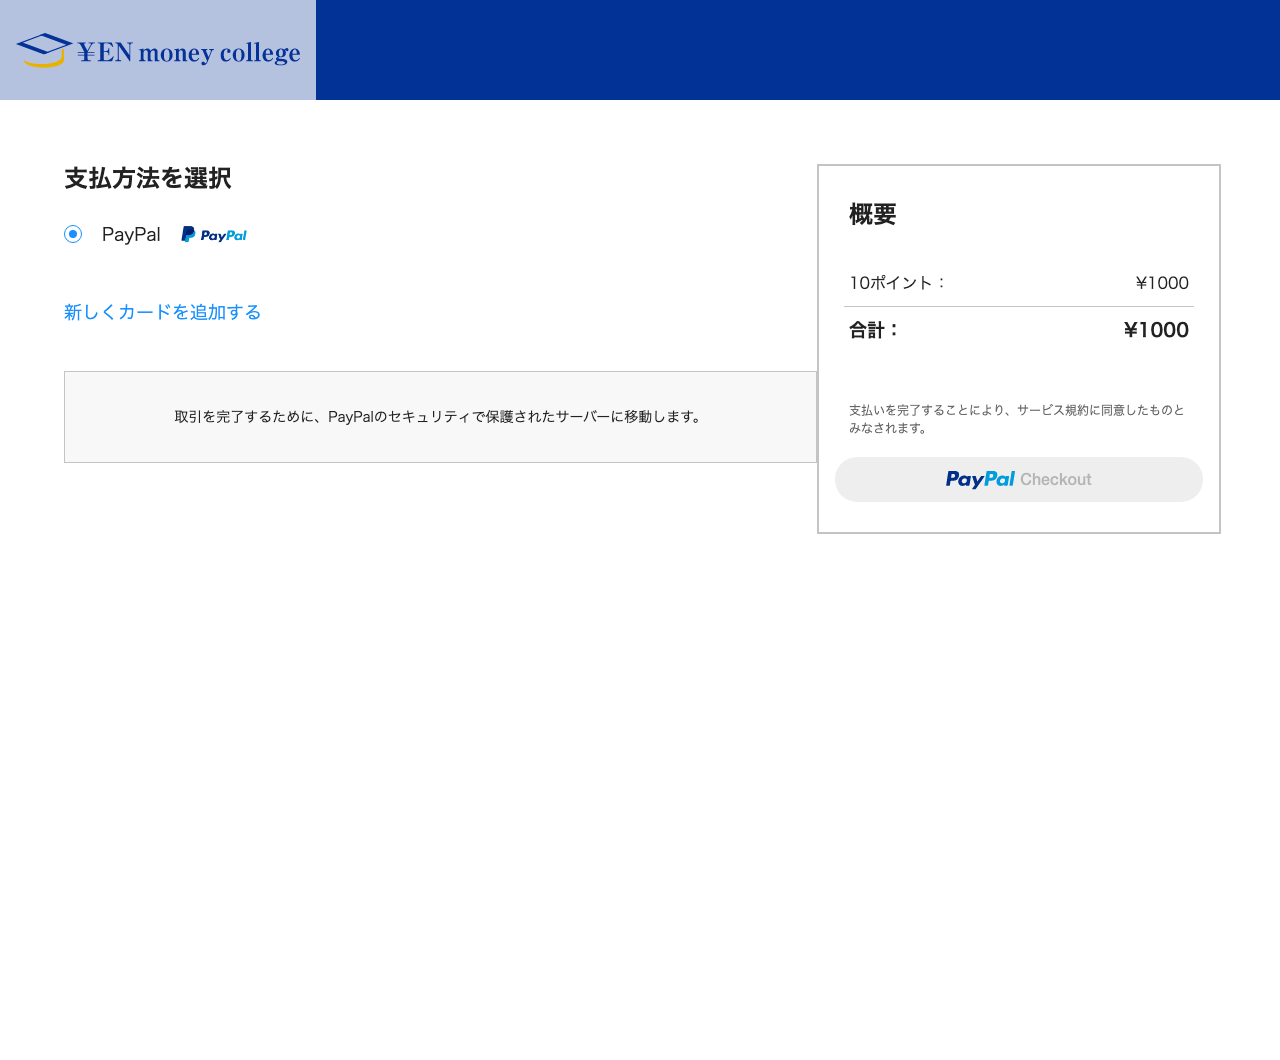 ¥EN money college
支払方法を選択
PayPal PayPal
新しくカードを追加する
取引を完了するために、PayPalのセキュリティで保護されたサーバーに移動します。
概要
10ポイント： ¥1000
合計： ¥1000
支払いを完了することにより、サービス規約に同意したものと
みなされます。
PayPal Checkout